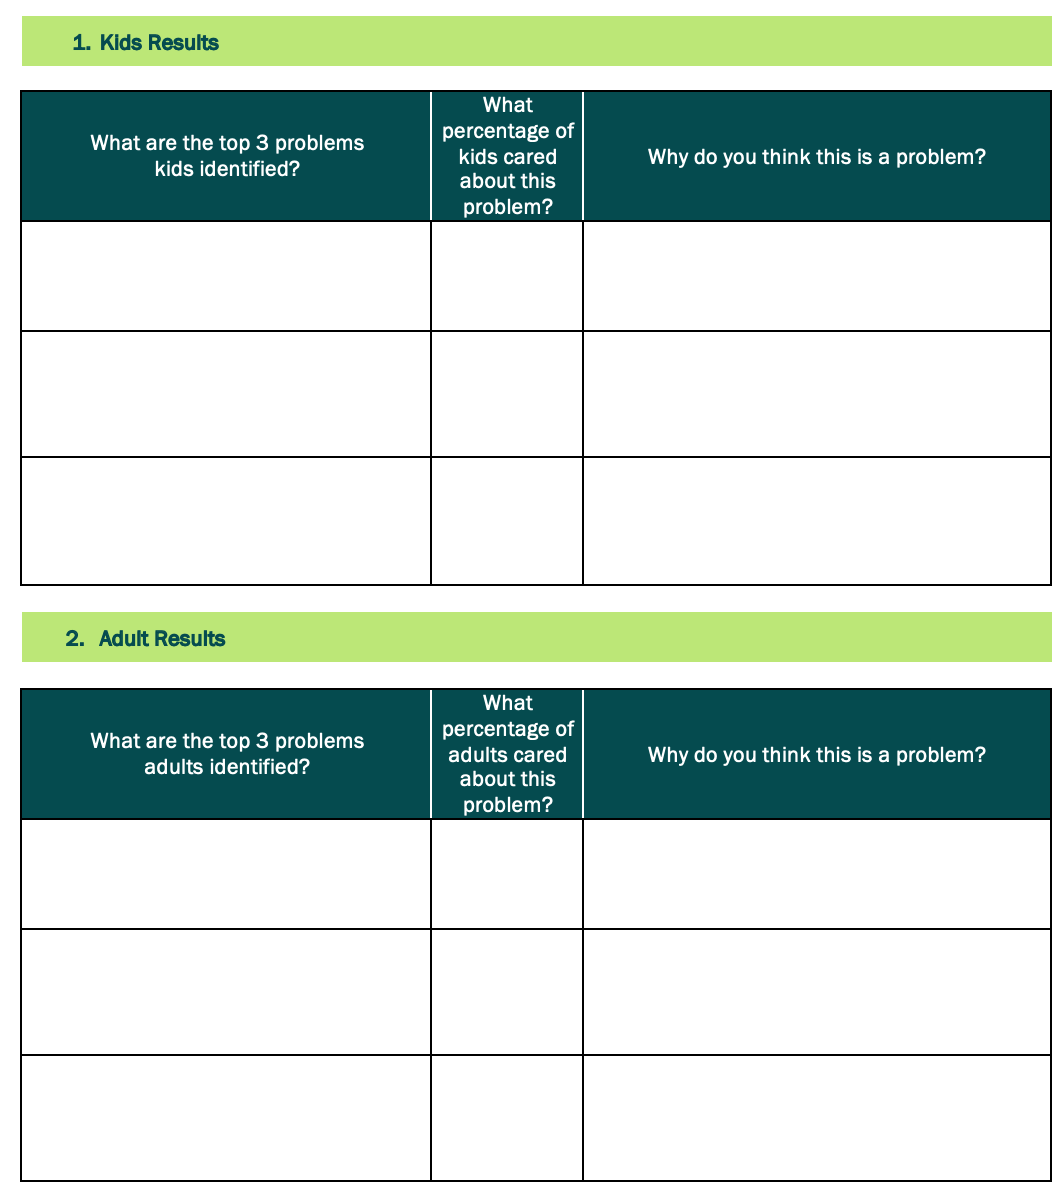 1. Kids Results
What are the top 3 problems
kids identified?
What
percentage of
kids cared
about this
problem?
Why do you think this is a problem?
2. Adult Results
What are the top 3 problems
adults identified?
What
percentage of
adults cared
about this
problem?
Why do you think this is a problem?